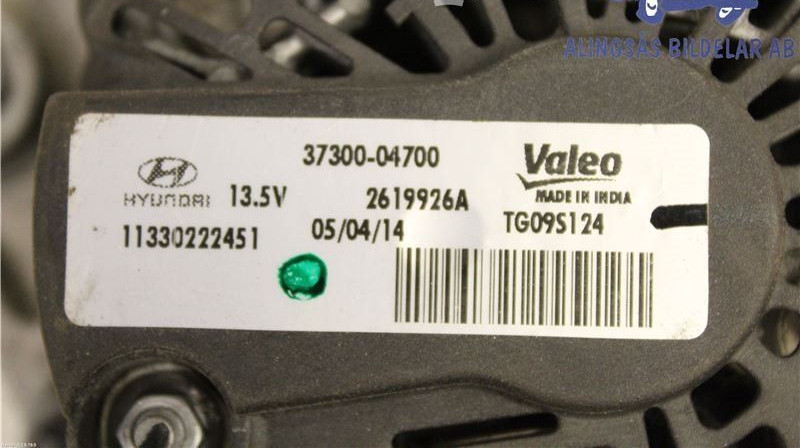 ALINGSÅS BILDELAR AB
37300-04700
Valeo
HYUNDAI 13.5V 2619926A MADE IN INDIA
11330222451 05/04/14 TG09S124